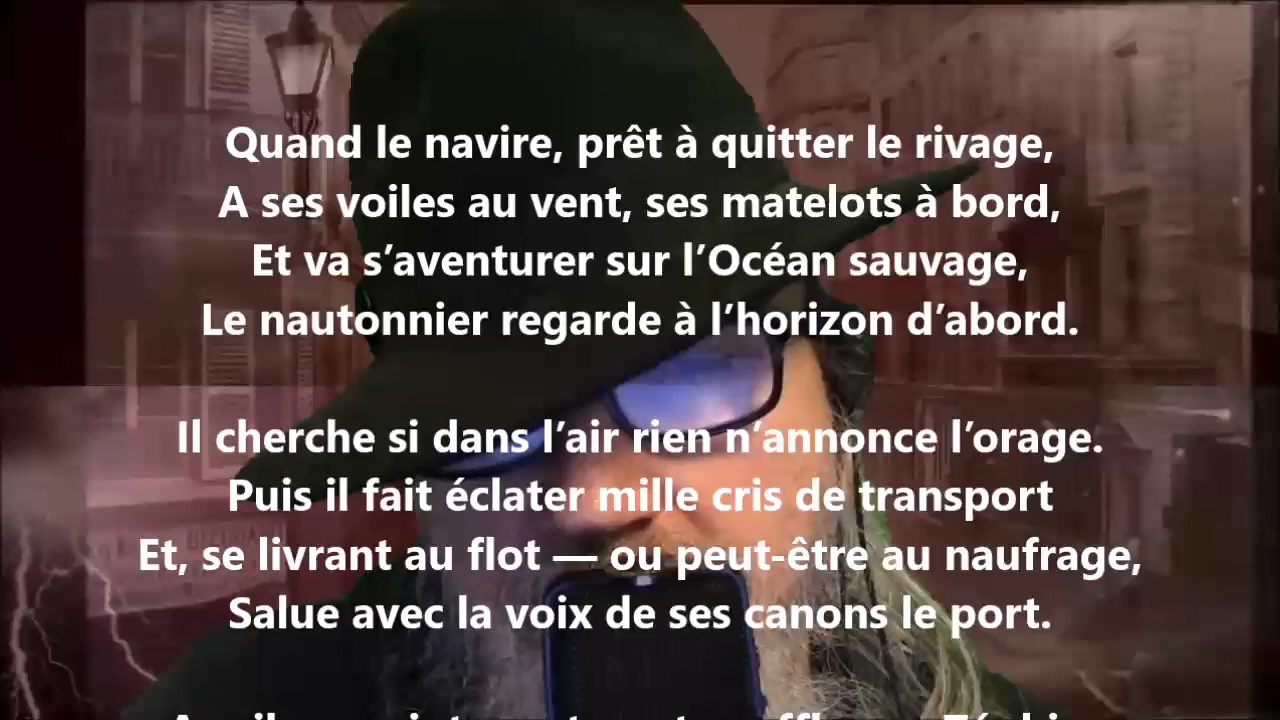 Quand le navire, prêt à quitter le rivage,
A ses voiles au vent, ses matelots à bord,
Et va s’aventurer sur l’Océan sauvage,
Le nautonnier regarde à l’horizon d’abord.
Il cherche si dans l’air rien n’annonce l’orage.
Puis il fait éclater mille cris de transport
Et, se livrant au flot — ou peut-être au naufrage,
Salue avec la voix de ses canons le port.